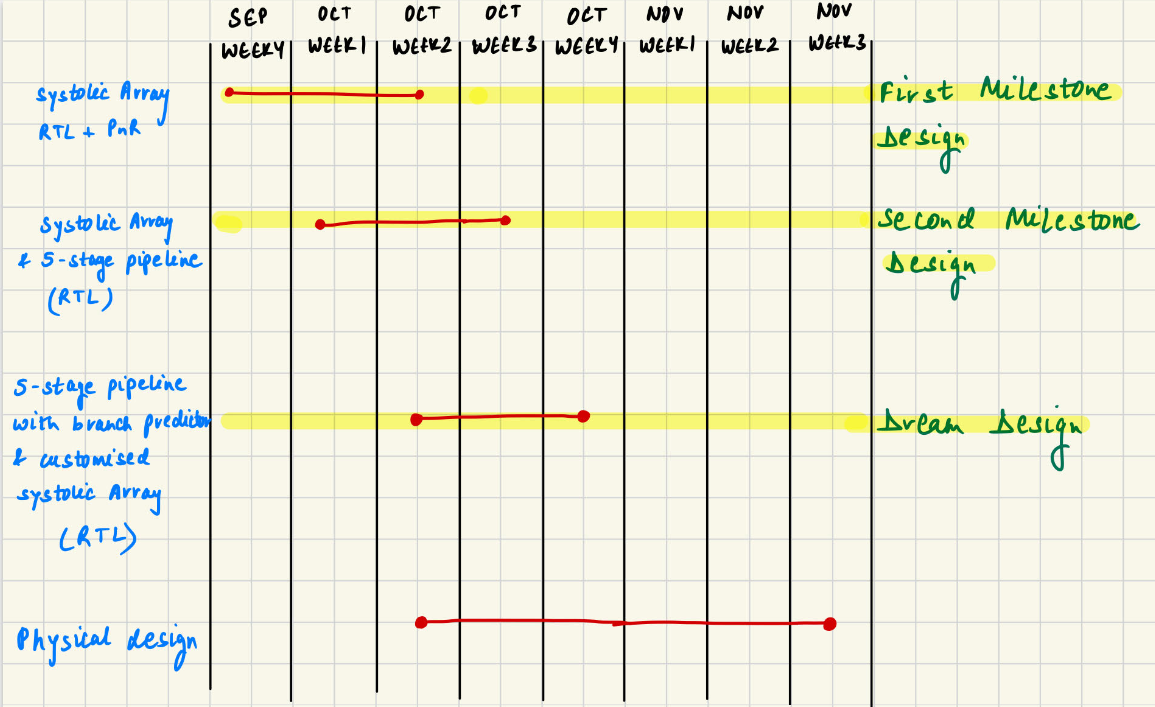 SEP OCT OCT OCT OCT NOV NOV NOV
WEEK4 WEEK1 WEEK2 WEEK3 WEEK4 WEEK1 WEEK2 WEEK3
Systolic Array
RTL + PnR
First Milestone
Design
Systolic Array
& 5-stage pipeline
(RTL)
Second Milestone
Design
5-stage pipeline
with branch preditor
& customised
systolic Array
(RTL)
Dream Design
Physical design